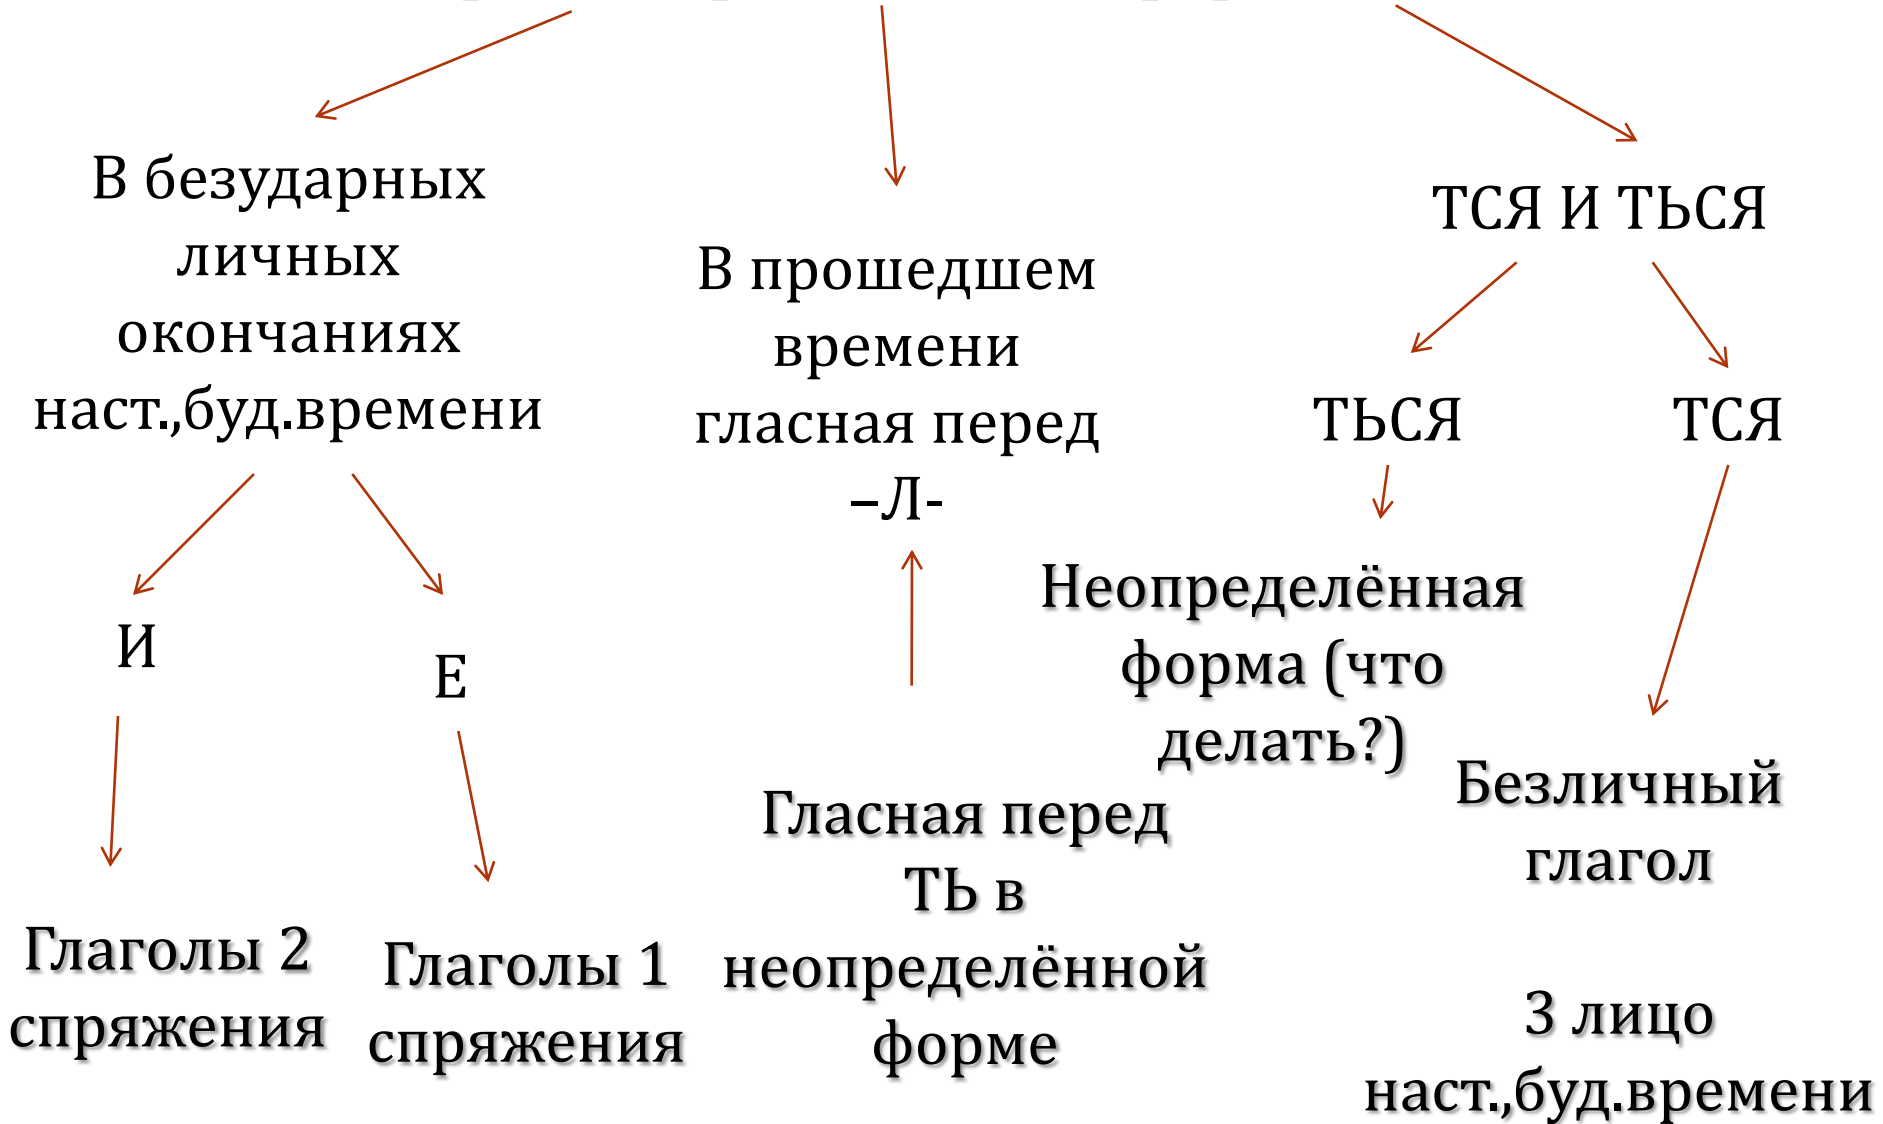 В безударных
личных
окончаниях
наст.,буд.времени
И
Е
Глаголы 2
спряжения
Глаголы 1
спряжения
В прошедшем
времени
гласная перед
–Л-
Гласная перед
ТЬ в
неопределённой
форме
ТСЯ И ТЬСЯ
ТЬСЯ
ТСЯ
Неопределённая
форма (что
делать?)
Безличный
глагол
3 лицо
наст.,буд.времени